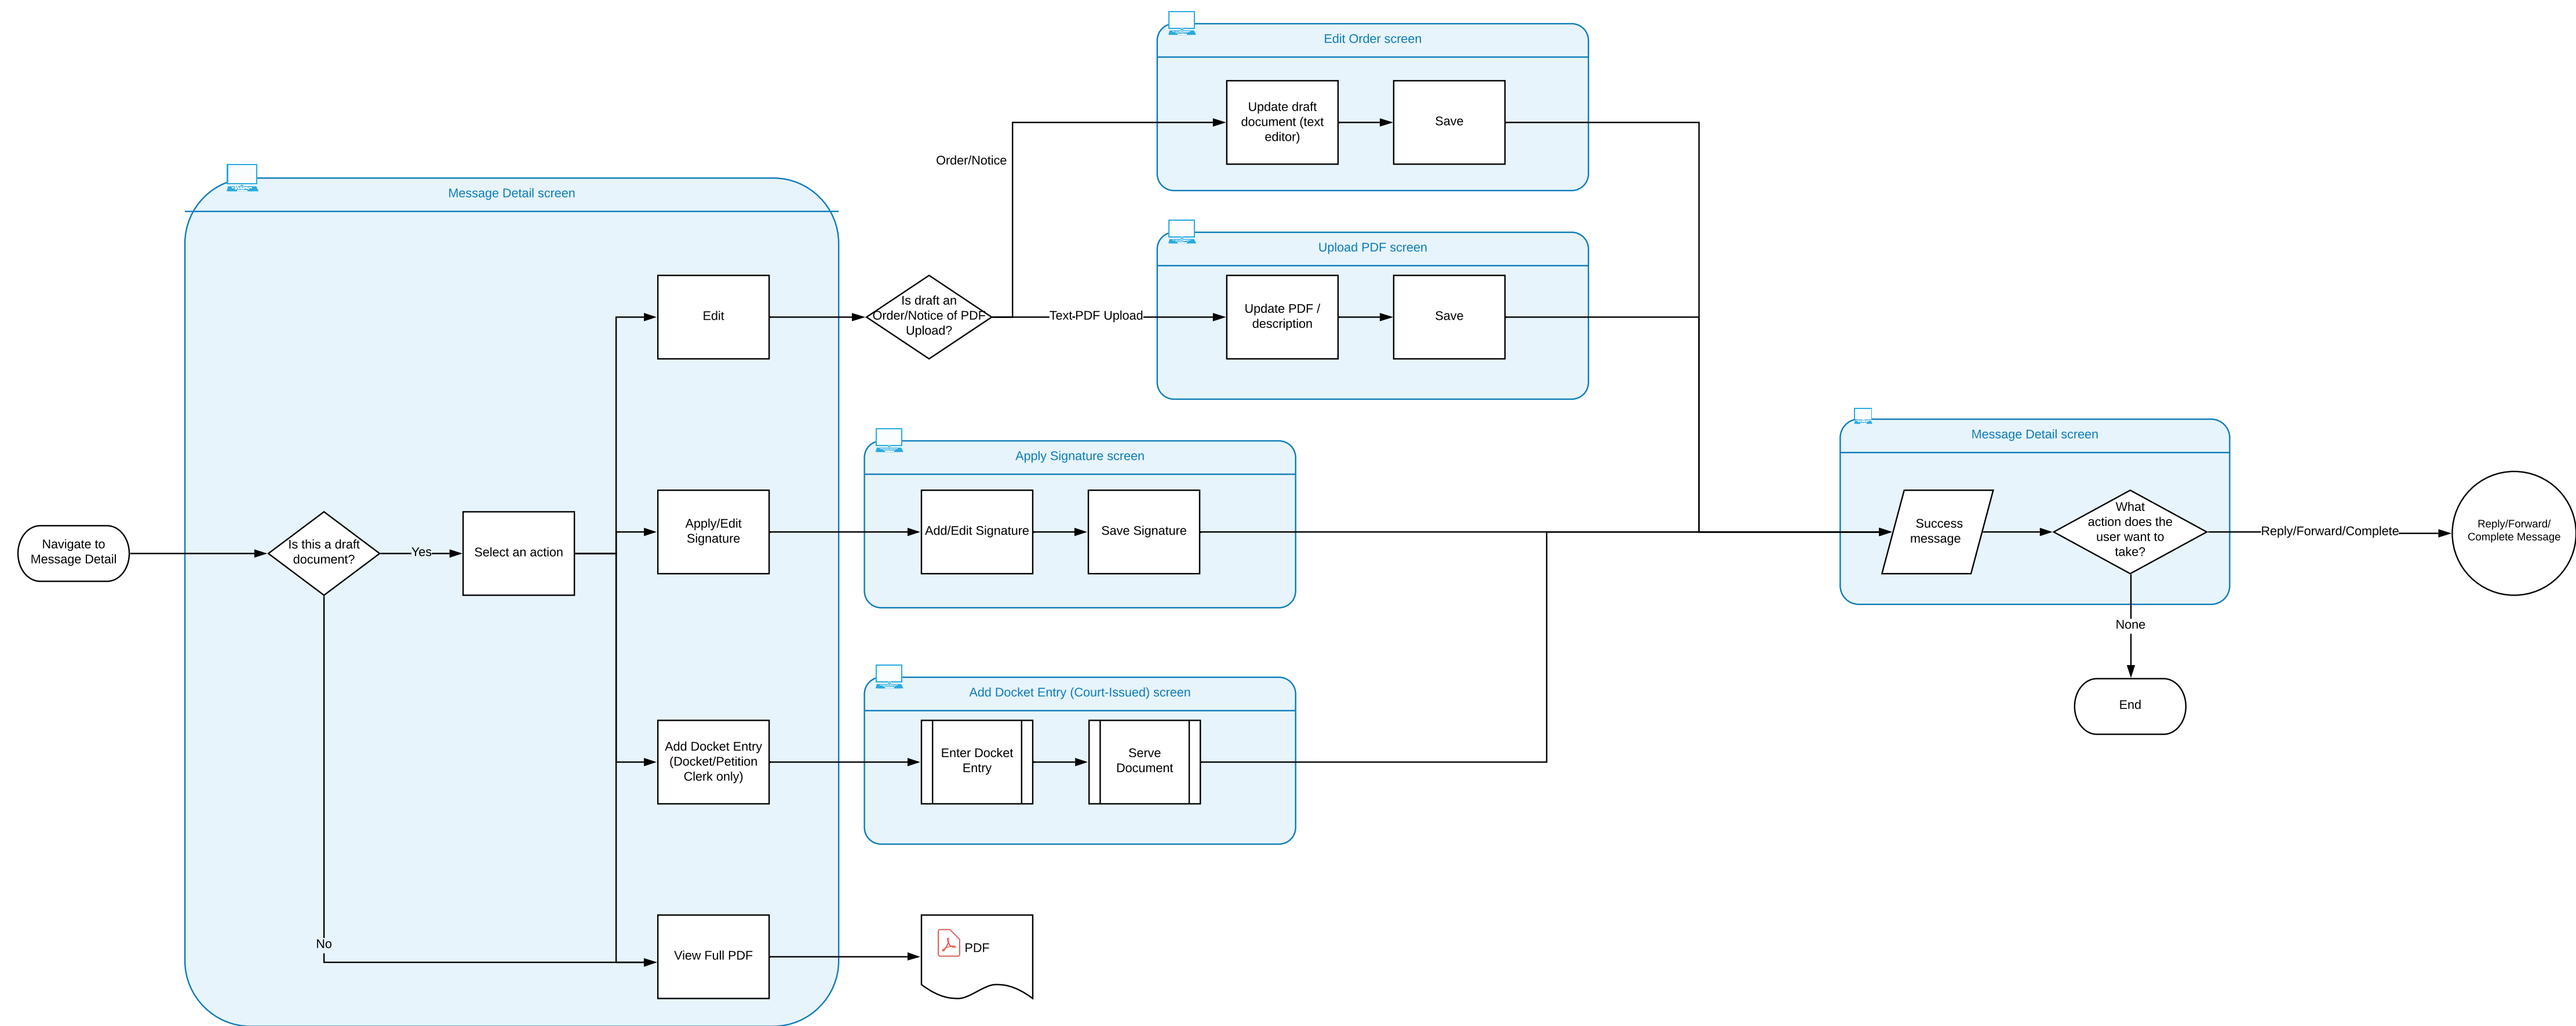 Edit Order screen
Update draft
document (text
editor)
Save
Order/Notice
Message Detail screen
Upload PDF screen
Edit
Is draft an
Order/Notice of PDF
Upload?
Text-PDF Upload
Update PDF /
description
Save
Apply Signature screen
Message Detail screen
Navigate to
Message Detail
Is this a draft
document?
Yes
Select an action
Apply/Edit
Signature
Add/Edit Signature
Save Signature
Success
message
What
action does the
user want to
take?
Reply/Forward/Complete
Reply/Forward/
Complete Message
None
End
Add Docket Entry (Court-Issued) screen
Add Docket Entry
(Docket/Petition
Clerk only)
Enter Docket
Entry
Serve
Document
No
View Full PDF
PDF